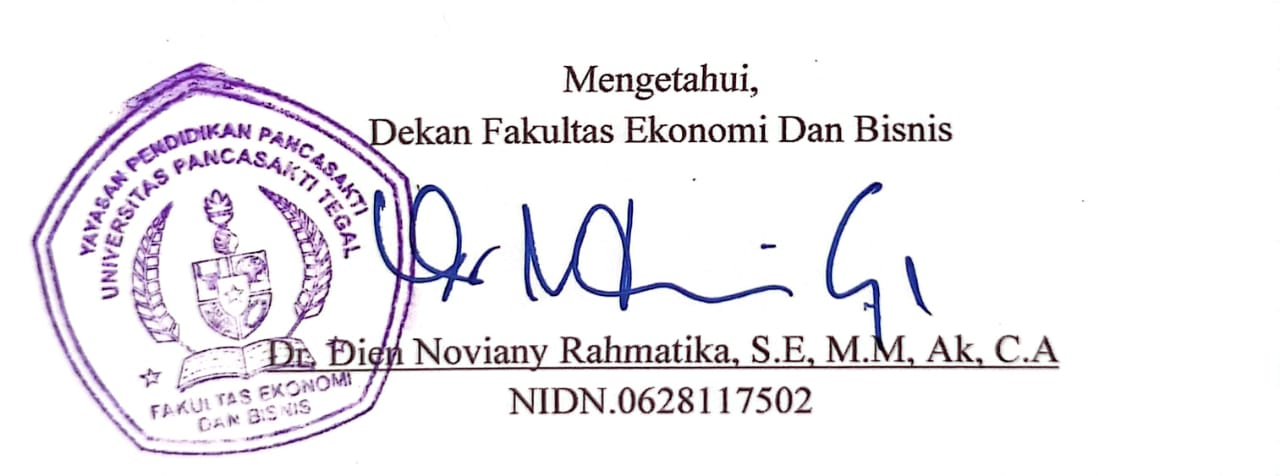 Mengetahui,
Dekan Fakultas Ekonomi Dan Bisnis
YAYASAN PENDIDIKAN PANCASAKTI
UNIVERSITAS PANCASAKTI TEGAL
FAKULTAS EKONOMI
DAN BISNIS
Dr. Dien Noviany Rahmatika, S.E, M.M, Ak, C.A
NIDN.0628117502